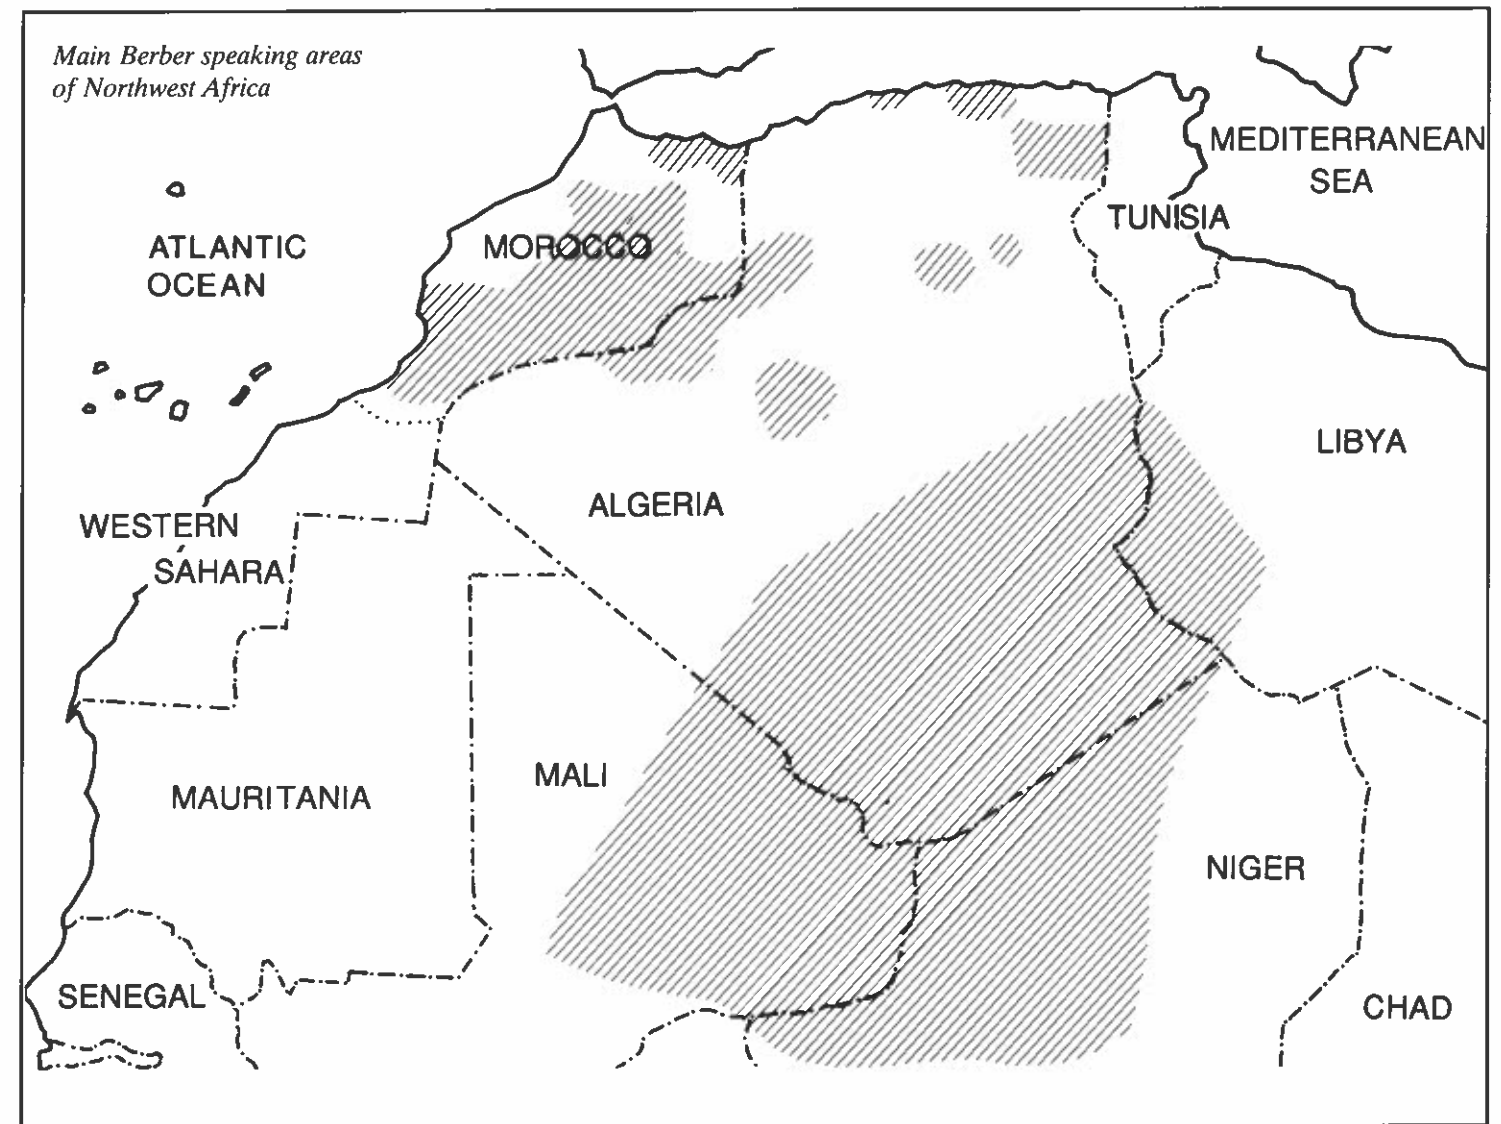 Main Berber speaking areas
of Northwest Africa
MEDITERRANEAN
SEA
TUNISIA
ATLANTIC
OCEAN
MOROCCO
LIBYA
ALGERIA
WESTERN
SAHARA
MALI
MAURITANIA
NIGER
SENEGAL
CHAD